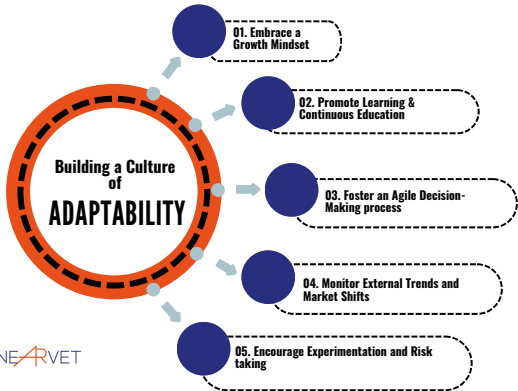 01. Embrace a
Growth Mindset
02. Promote Learning &
Continuous Education
Building a Culture
of
ADAPTABILITY
03. Foster an Agile Decision-
Making process
04. Monitor External Trends and
Market Shifts
05. Encourage Experimentation and Risk
taking
NEARVET